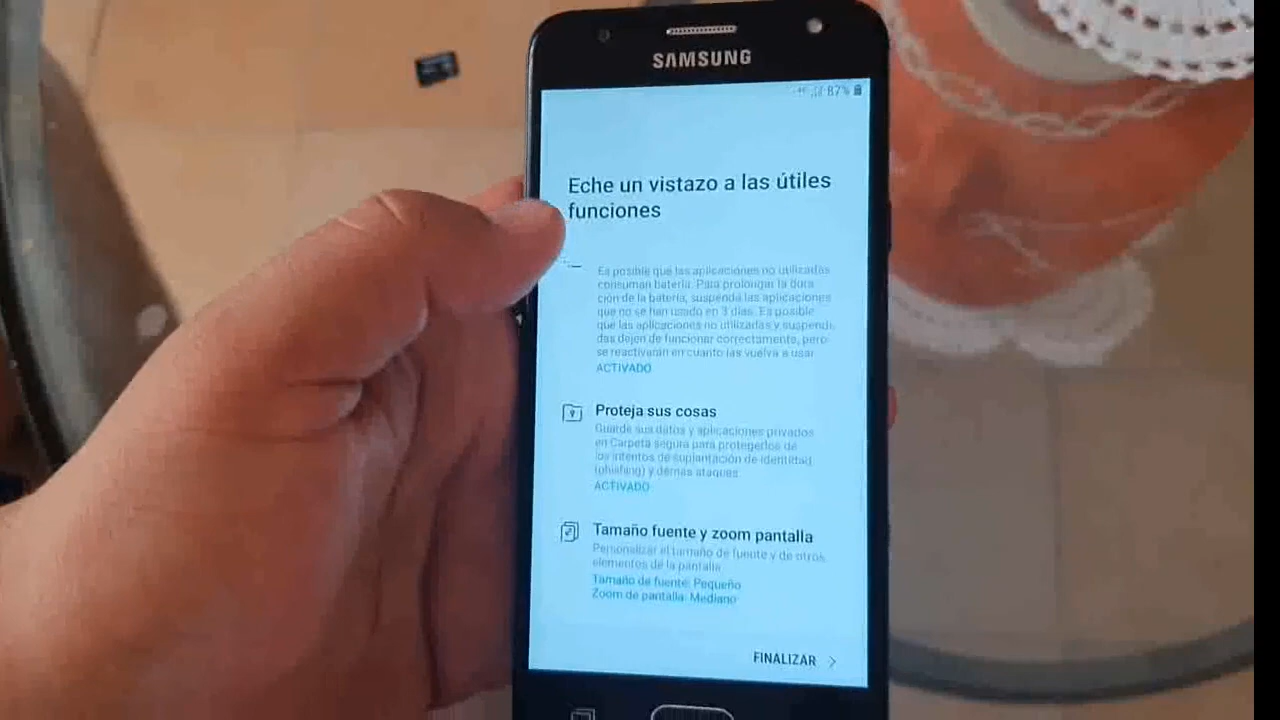 SAMSUNG
87%
Eche un vistazo a las útiles
funciones
Es posible que las aplicaciones no utilizadas
consuman batería. Para prolongar la dura
ción de la batería, suspenda las aplicaciones
que no se han usado en 3 días. Es posible
que las aplicaciones no utilizadas y suspendi
das dejen de funcionar correctamente, pero
se reactivarán en cuanto las vuelva a usar
ACTIVADO
Proteja sus cosas
Guarde sus datos y aplicaciones privados
en Carpeta segura para protegerlos de
los intentos de suplantación de identidad
(phishing) y demás ataques
ACTIVADO
Tamaño fuente y zoom pantalla
Personalizar el tamaño de fuente y de otros
elementos de la pantalla
Tamaño de fuente: Pequeño
Zoom de pantalla: Mediano
FINALIZAR